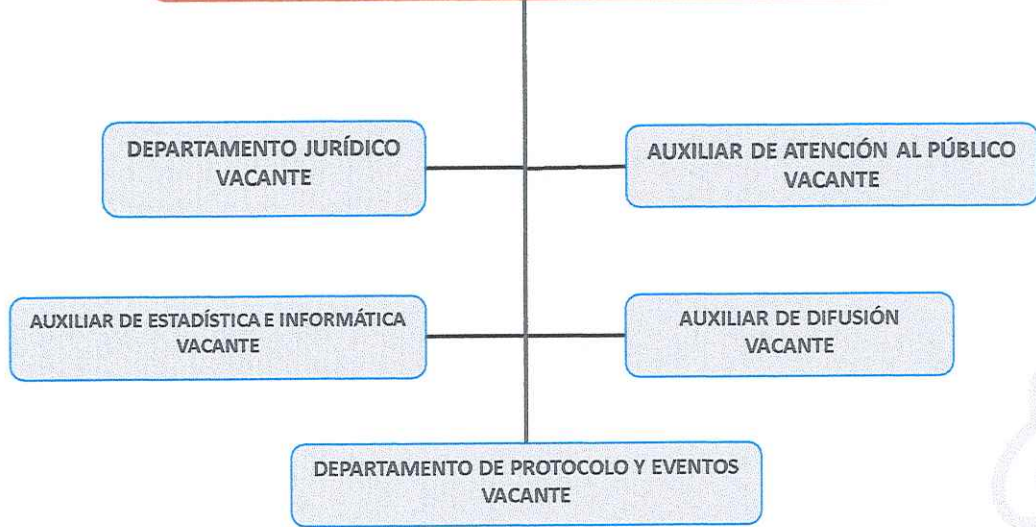 DEPARTAMENTO JURÍDICO
VACANTE
AUXILIAR DE ATENCIÓN AL PÚBLICO
VACANTE
AUXILIAR DE ESTADÍSTICA E INFORMÁTICA
VACANTE
AUXILIAR DE DIFUSIÓN
VACANTE
DEPARTAMENTO DE PROTOCOLO Y EVENTOS
VACANTE